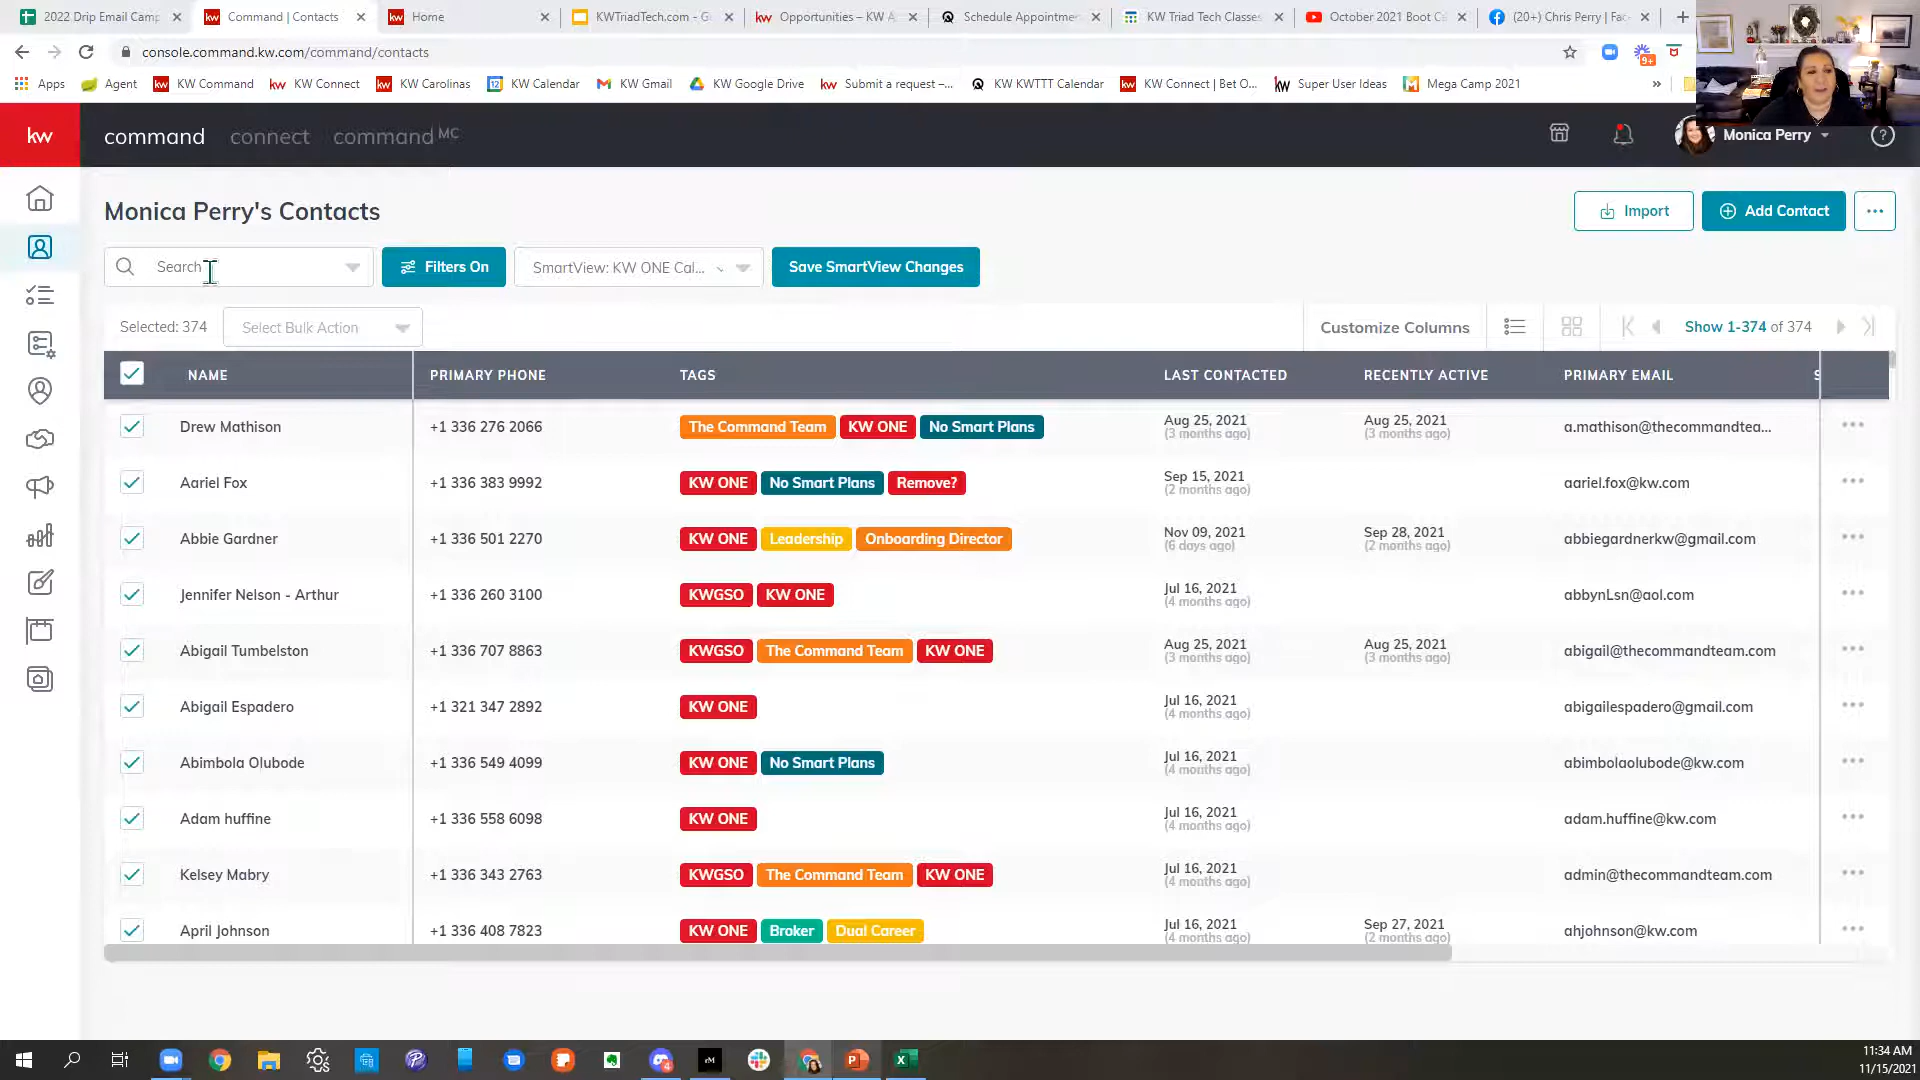 2022 Drip Email Camp
Command | Contacts
Home
KWTriadTech.com - G
Opportunities – KW A
Schedule Appointme
KW Triad Tech Classes
October 2021 Boot C
(20+) Chris Perry | Fac
console.command.kw.com/command/contacts
9+
Apps
Agent
KW Command
KW Connect
KW Carolinas
KW Calendar
KW Gmail
KW Google Drive
Submit a request –...
KW KWTTT Calendar
KW Connect | Bet O...
Super User Ideas
Mega Camp 2021
»
kw
command
connect
command MC
Monica Perry
Monica Perry's Contacts
Import
Add Contact
Search
Filters On
SmartView: KW ONE Cal...
Save SmartView Changes
Selected: 374
Select Bulk Action
Customize Columns
Show 1-374 of 374
NAME PRIMARY PHONE TAGS LAST CONTACTED RECENTLY ACTIVE PRIMARY EMAIL S
Drew Mathison +1 336 276 2066 The Command Team KW ONE No Smart Plans Aug 25, 2021 Aug 25, 2021 a.mathison@thecommandtea...
(3 months ago) (3 months ago)
Aariel Fox +1 336 383 9992 KW ONE No Smart Plans Remove? Sep 15, 2021 aariel.fox@kw.com
(2 months ago)
Abbie Gardner +1 336 501 2270 KW ONE Leadership Onboarding Director Nov 09, 2021 Sep 28, 2021 abbiegardnerkw@gmail.com
(6 days ago) (2 months ago)
Jennifer Nelson - Arthur +1 336 260 3100 KWGSO KW ONE Jul 16, 2021 abbynLsn@aol.com
(4 months ago)
Abigail Tumbelston +1 336 707 8863 KWGSO The Command Team KW ONE Aug 25, 2021 Aug 25, 2021 abigail@thecommandteam.com
(3 months ago) (3 months ago)
Abigail Espadero +1 321 347 2892 KW ONE Jul 16, 2021 abigailespadero@gmail.com
(4 months ago)
Abimbola Olubode +1 336 549 4099 KW ONE No Smart Plans Jul 16, 2021 abimbolaolubode@kw.com
(4 months ago)
Adam huffine +1 336 558 6098 KW ONE Jul 16, 2021 adam.huffine@kw.com
(4 months ago)
Kelsey Mabry +1 336 343 2763 KWGSO The Command Team KW ONE Jul 16, 2021 admin@thecommandteam.com
(4 months ago)
April Johnson +1 336 408 7823 KW ONE Broker Dual Career Jul 16, 2021 Sep 27, 2021 ahjohnson@kw.com
(4 months ago) (2 months ago)
11:34 AM
11/15/2021